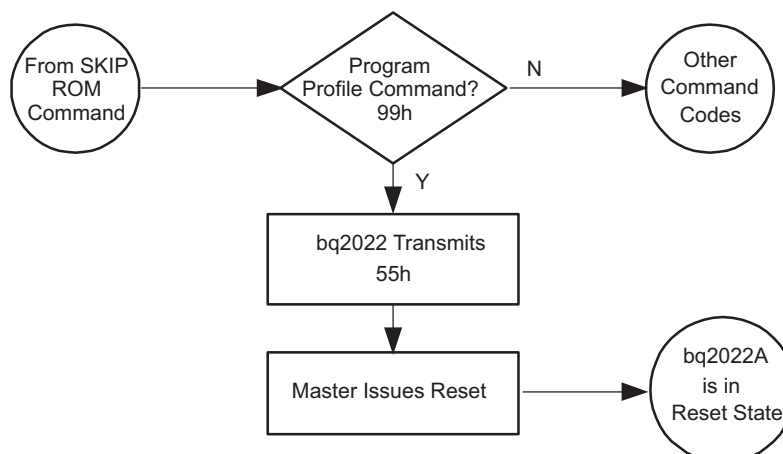 From SKIP
ROM
Command
Program
Profile Command?
99h
N
Other
Command
Codes
Y
bq2022 Transmits
55h
Master Issues Reset
bq2022A
is in
Reset State